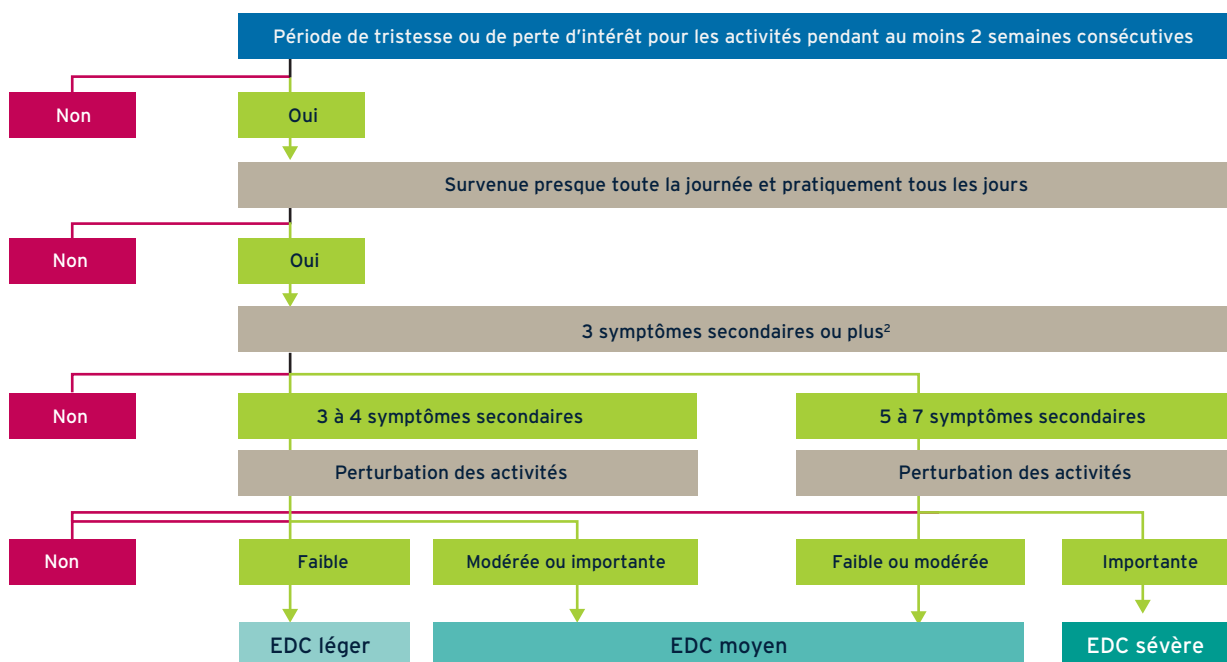 Période de tristesse ou de perte d'intérêt pour les activités pendant au moins 2 semaines consécutives
Non
Oui
Survenue presque toute la journée et pratiquement tous les jours
Non
Oui
3 symptômes secondaires ou plus²
Non
3 à 4 symptômes secondaires
5 à 7 symptômes secondaires
Perturbation des activités
Perturbation des activités
Non
Faible
Modérée ou importante
Faible ou modérée
Importante
EDC léger
EDC moyen
EDC sévère